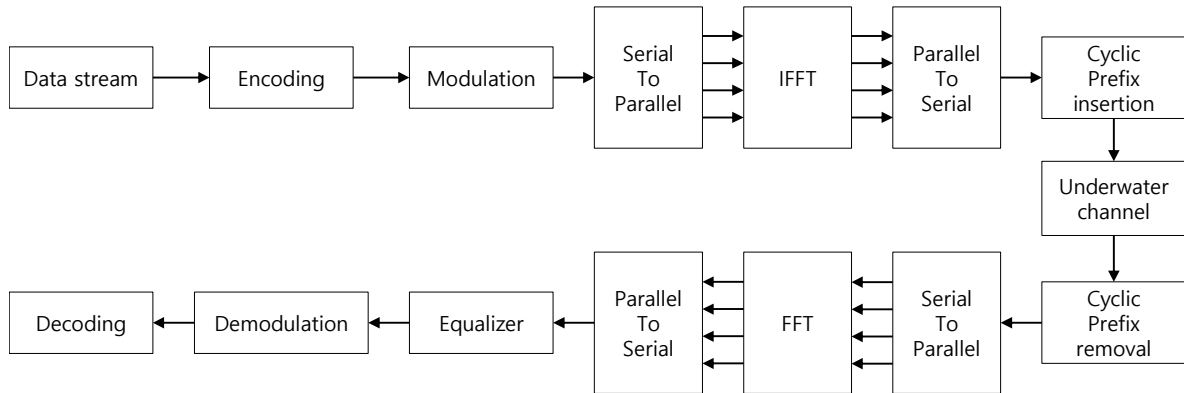 Data stream
Encoding
Modulation
Serial
To
Parallel
IFFT
Parallel
To
Serial
Cyclic
Prefix
insertion
Underwater
channel
Cyclic
Prefix
removal
Serial
To
Parallel
FFT
Parallel
To
Serial
Equalizer
Demodulation
Decoding